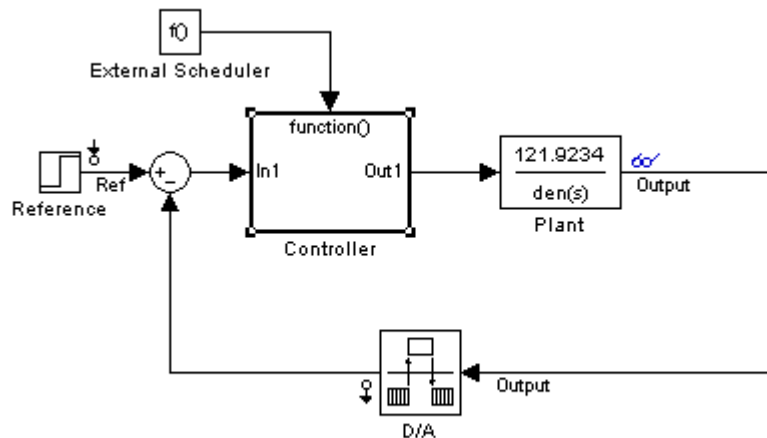 f()
External Scheduler
function()
In1
Out1
121.9234
den(s)
Output
Plant
Ref
Reference
+
−
Controller
Output
D/A